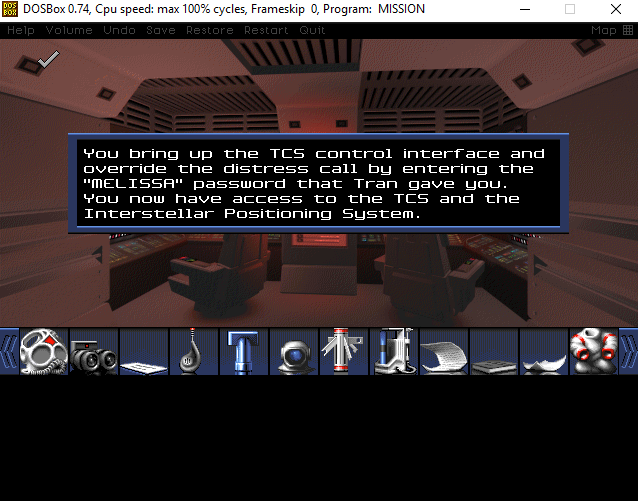 DOSBox 0.74, Cpu speed: max 100% cycles, Frameskip 0, Program: MISSION
Help Volume Undo Save Restore Restart Quit Map
You bring up the TCS control interface and
override the distress call by entering the
"MELISSA" password that Tran gave you.
You now have access to the TCS and the
Interstellar Positioning System.